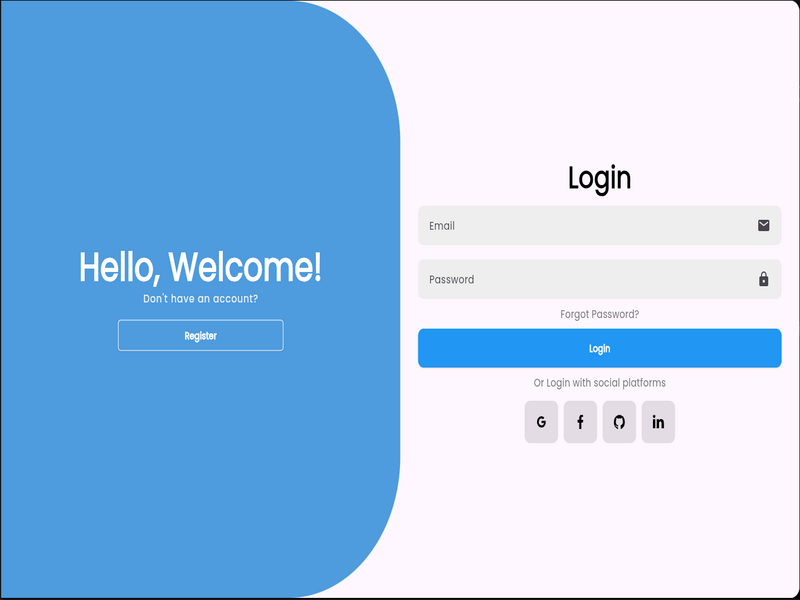 Hello, Welcome!
Don't have an account?
Register
Login
Email
Password
Forgot Password?
Login
Or Login with social platforms
G
f
in